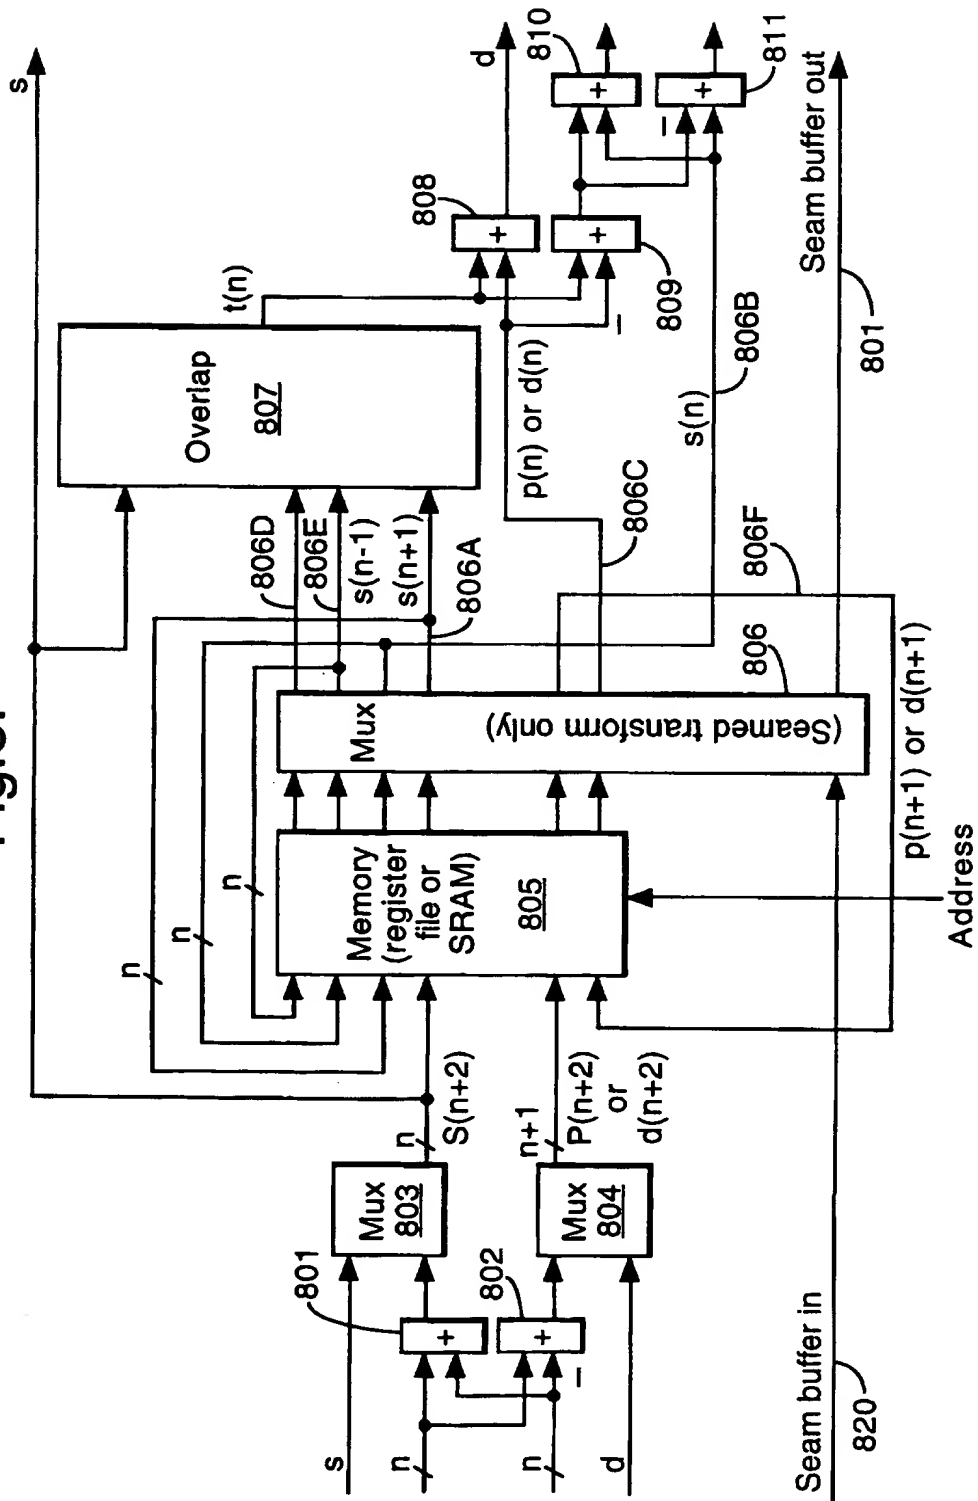 s
n
n
d
801
+
802
+
−
−
Mux
803
Mux
804
n
S(n+2)
n+1
P(n+2)
or
d(n+2)
n
n
n
Memory
(register
file or
SRAM)
805
Address
Mux
(Seamed transform only)
806
806D
806E
s(n-1)
s(n+1)
806A
806C
806F
p(n+1) or d(n+1)
Overlap
807
t(n)
p(n) or d(n)
s(n)
806B
808
+
809
+
−
d
810
+
811
+
s
Seam buffer in
820
Seam buffer out
801